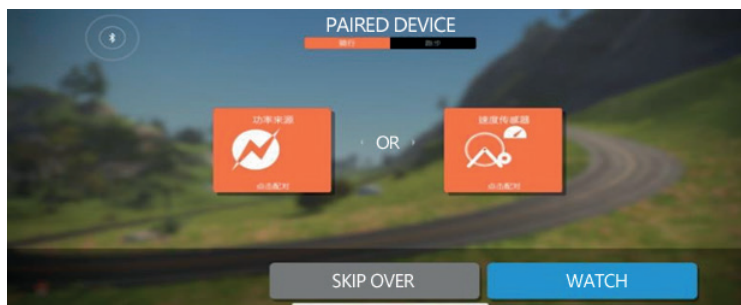 PAIRED DEVICE
骑行 跑步
功率来源
点击配对
OR
速度传感器
点击配对
SKIP OVER
WATCH